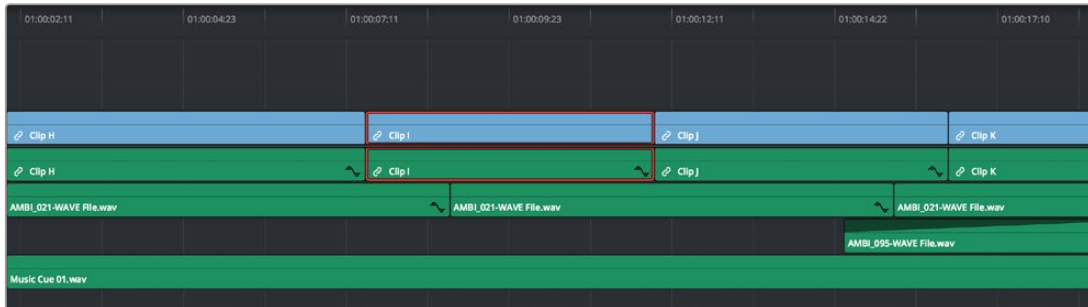 01:00:02:11 01:00:04:23 01:00:07:11 01:00:09:23 01:00:12:11 01:00:14:22 01:00:17:10
Clip H Clip I Clip J Clip K
Clip H Clip I Clip J Clip K
AMBI_021-WAVE File.wav AMBI_021-WAVE File.wav AMBI_021-WAVE File.wav
AMBI_095-WAVE File.wav
Music Cue 01.wav